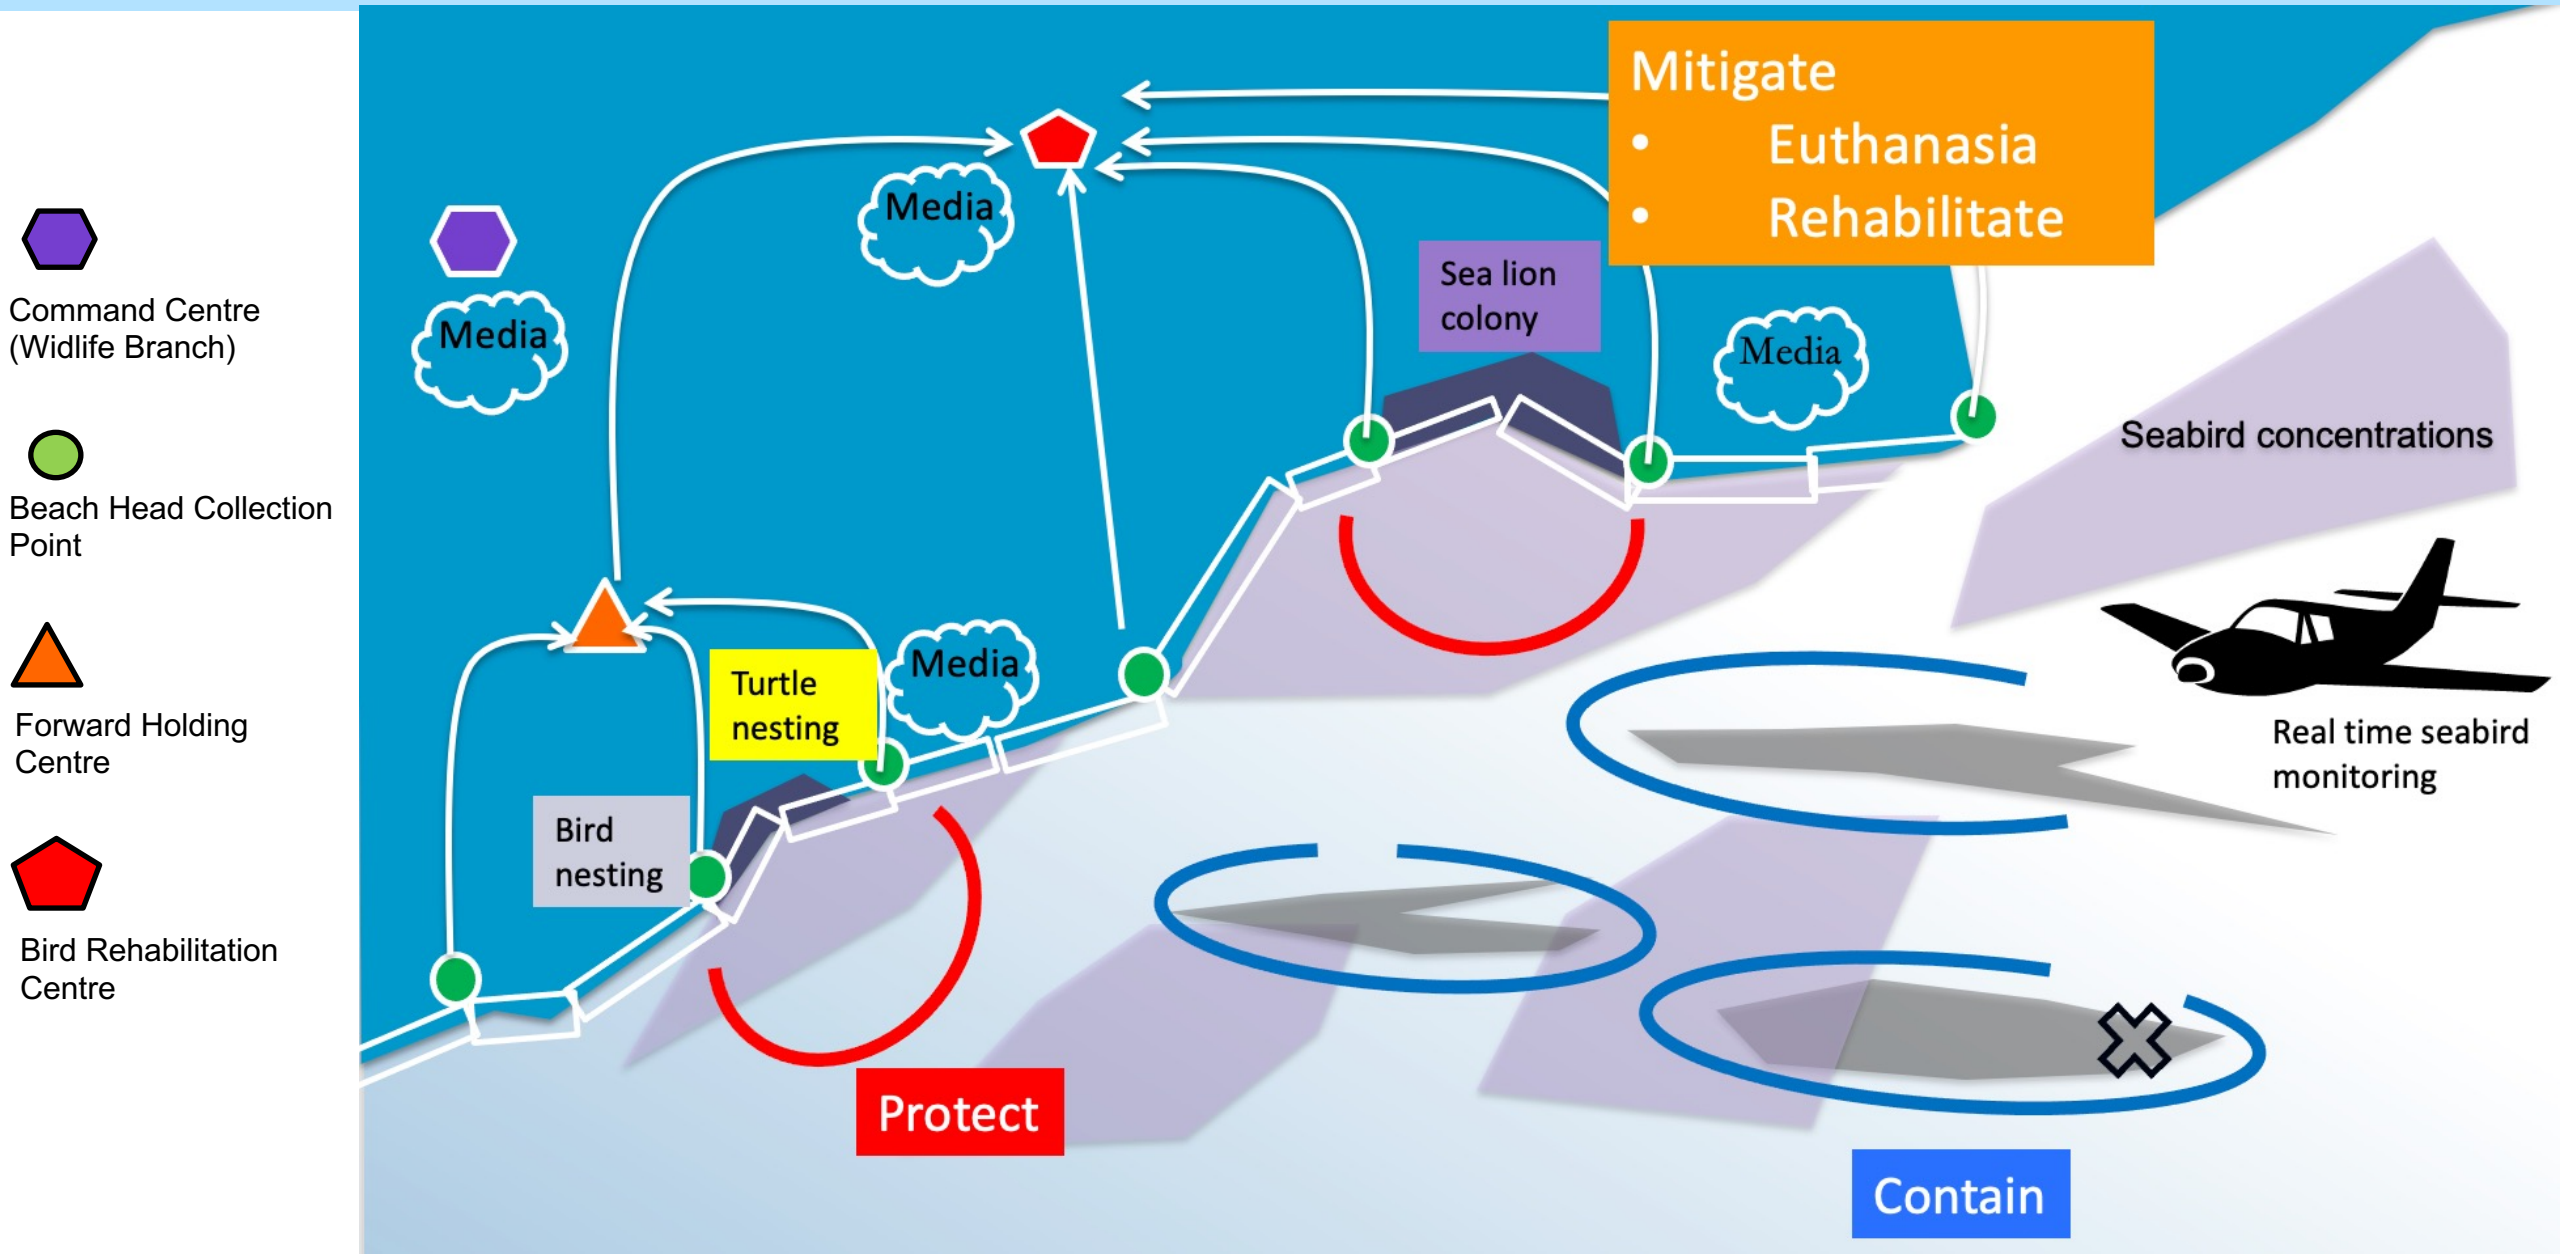 Command Centre
(Widlife Branch)
Beach Head Collection
Point
Forward Holding
Centre
Bird Rehabilitation
Centre
Mitigate
• Euthanasia
• Rehabilitate
Media
Media
Sea lion
colony
Media
Seabird concentrations
Turtle
nesting
Media
Real time seabird
monitoring
Bird
nesting
Protect
Contain